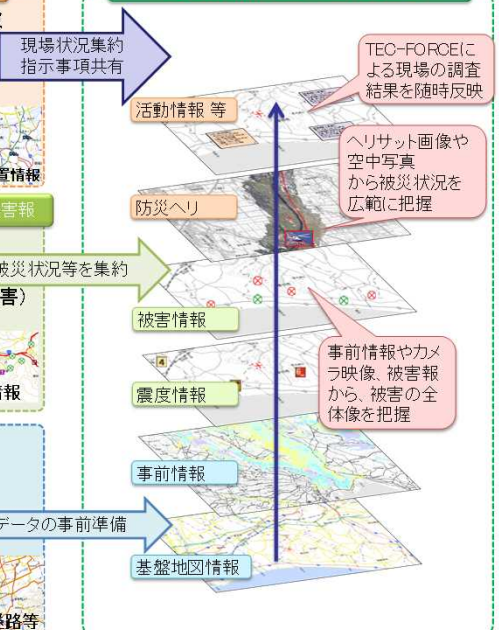 現場状況集約
指示事項共有
TEC-FORCEに
よる現場の調査
結果を随時反映
活動情報 等
ヘリサット画像や
空中写真
から被災状況を
広範に把握
置情報
害報
防災ヘリ
被災状況等を集約
害)
被害情報
事前情報やカメ
ラ映像、被害報
から、被害の全
体像を把握
情報
震度情報
4
事前情報
データの事前準備
基盤地図情報
路等